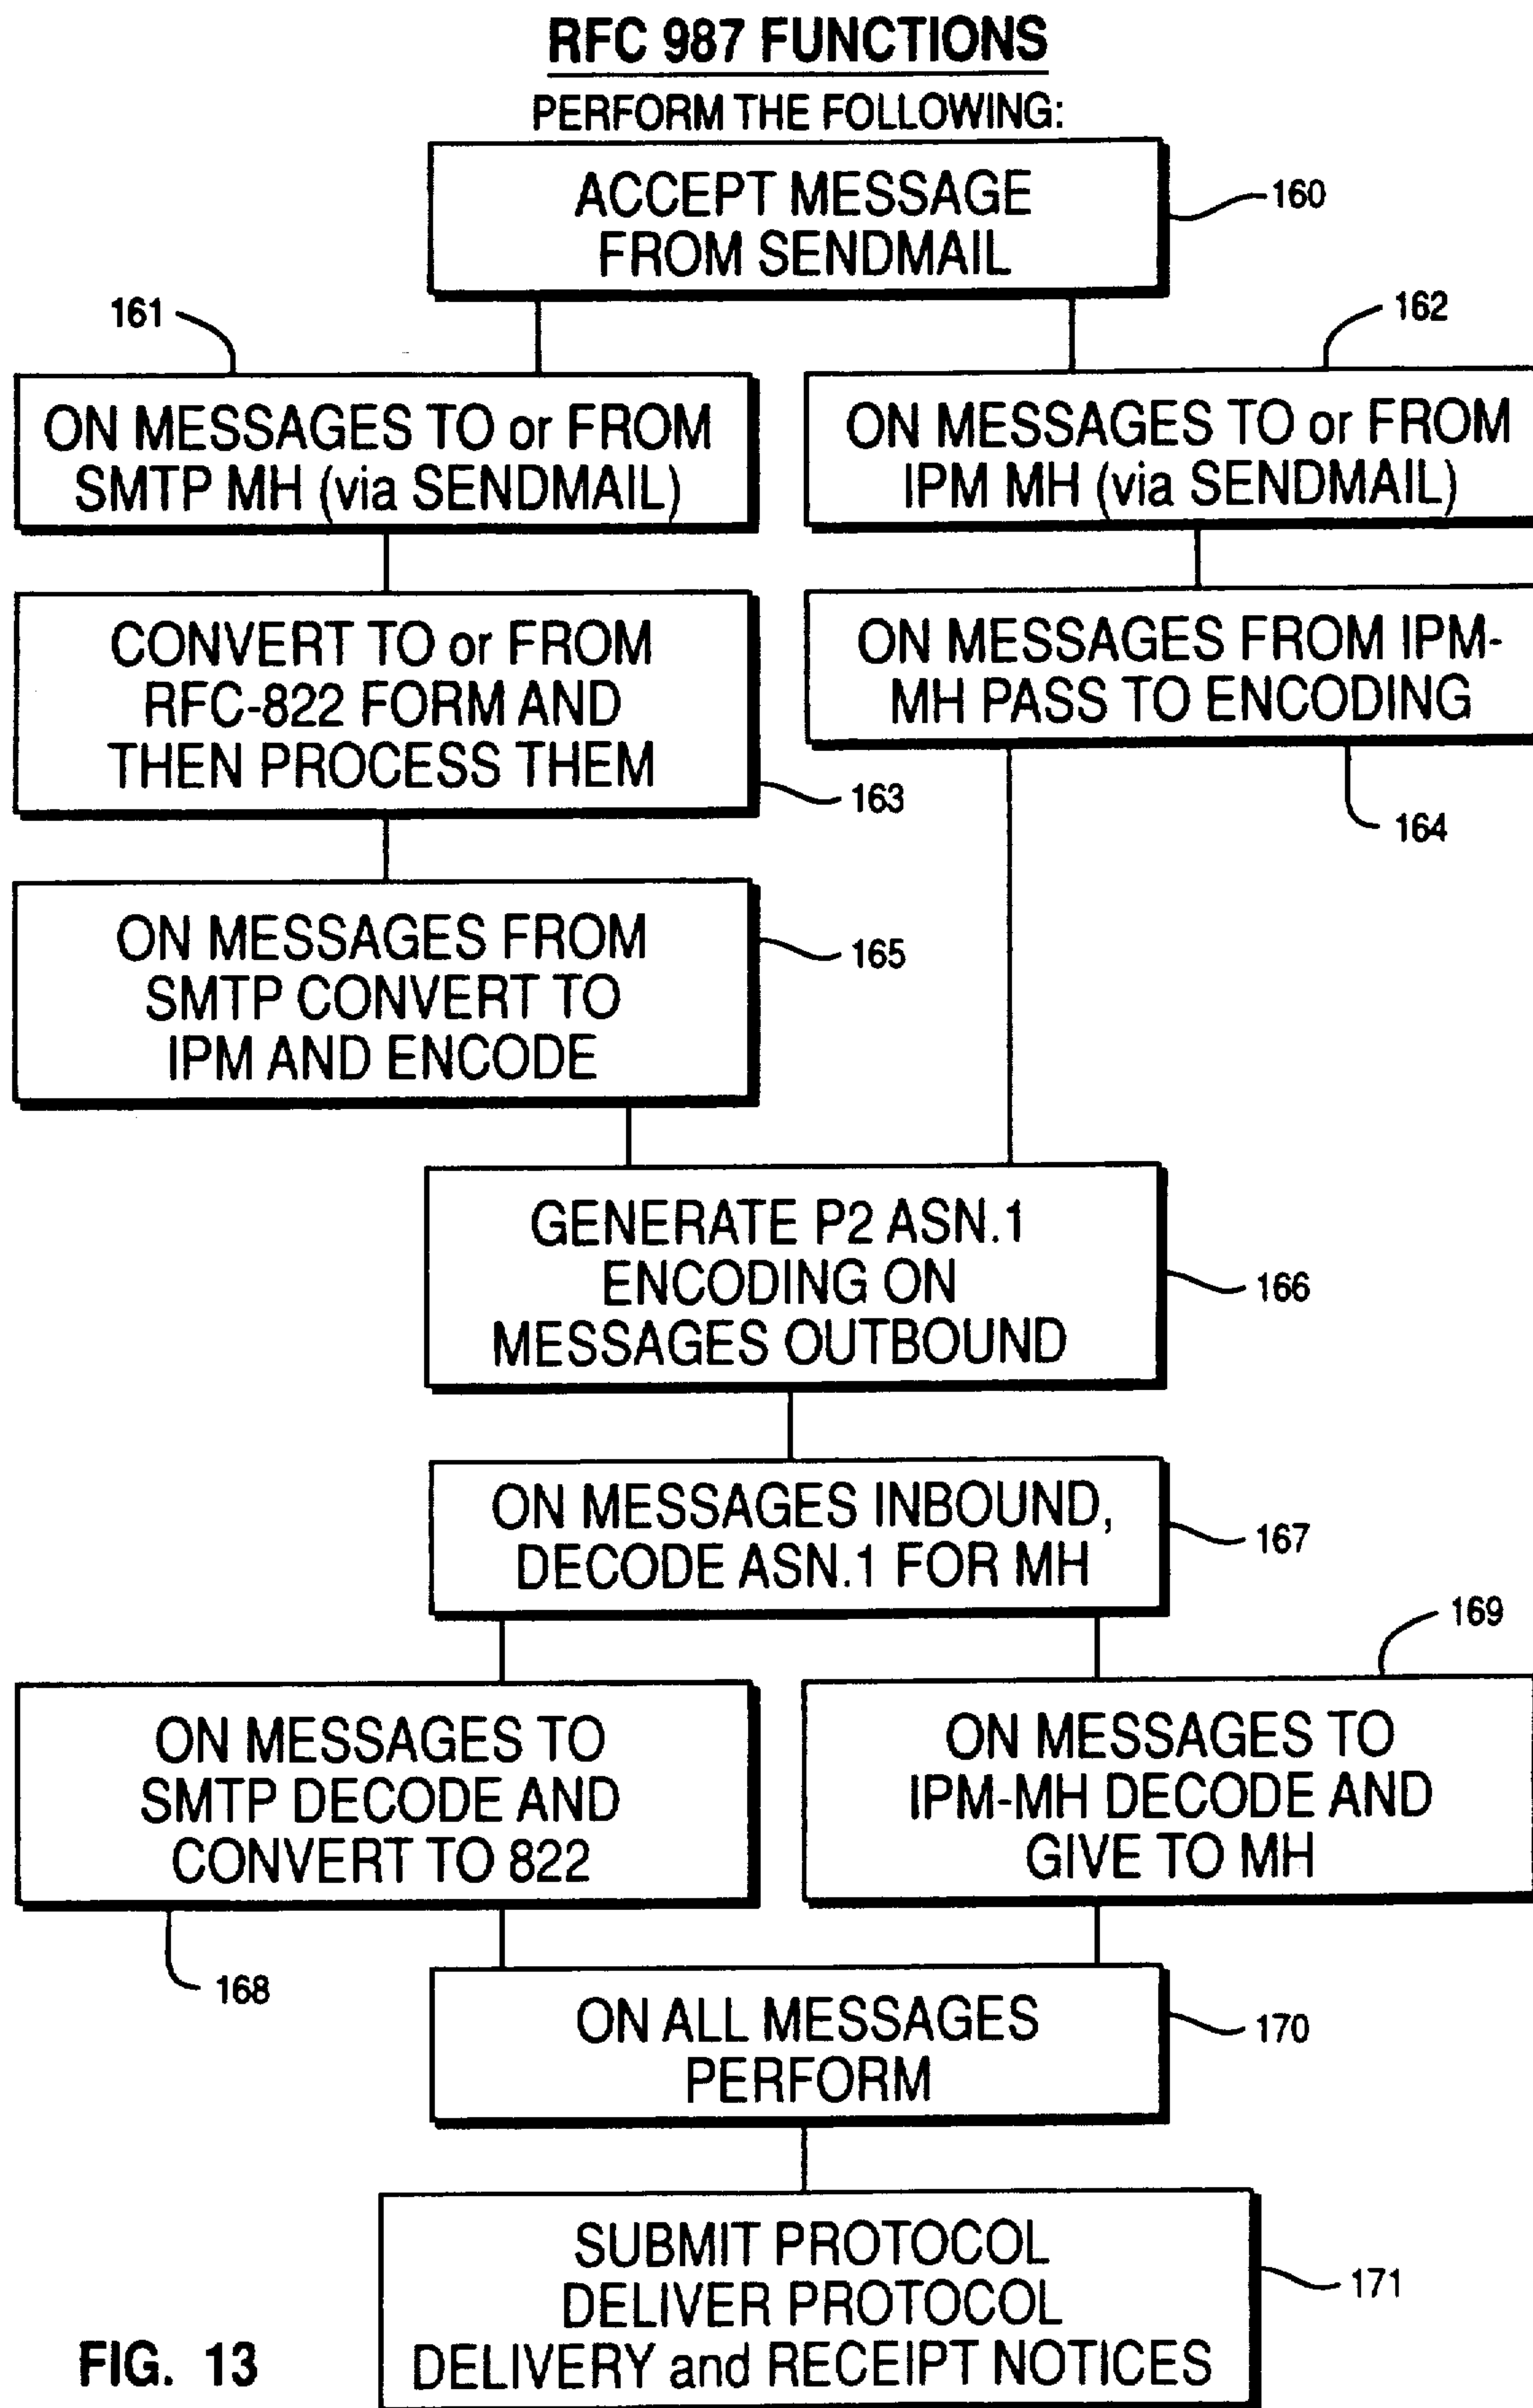 RFC 987 FUNCTIONS
PERFORM THE FOLLOWING:
ACCEPT MESSAGE
FROM SENDMAIL
160
161
162
ON MESSAGES TO or FROM
SMTP MH (via SENDMAIL)
ON MESSAGES TO or FROM
IPM MH (via SENDMAIL)
CONVERT TO or FROM
RFC-822 FORM AND
THEN PROCESS THEM
163
ON MESSAGES FROM IPM-
MH PASS TO ENCODING
164
ON MESSAGES FROM
SMTP CONVERT TO
IPM AND ENCODE
165
GENERATE P2 ASN.1
ENCODING ON
MESSAGES OUTBOUND
166
ON MESSAGES INBOUND,
DECODE ASN.1 FOR MH
167
169
ON MESSAGES TO
SMTP DECODE AND
CONVERT TO 822
168
ON MESSAGES TO
IPM-MH DECODE AND
GIVE TO MH
ON ALL MESSAGES
PERFORM
170
SUBMIT PROTOCOL
DELIVER PROTOCOL
DELIVERY and RECEIPT NOTICES
171
FIG. 13